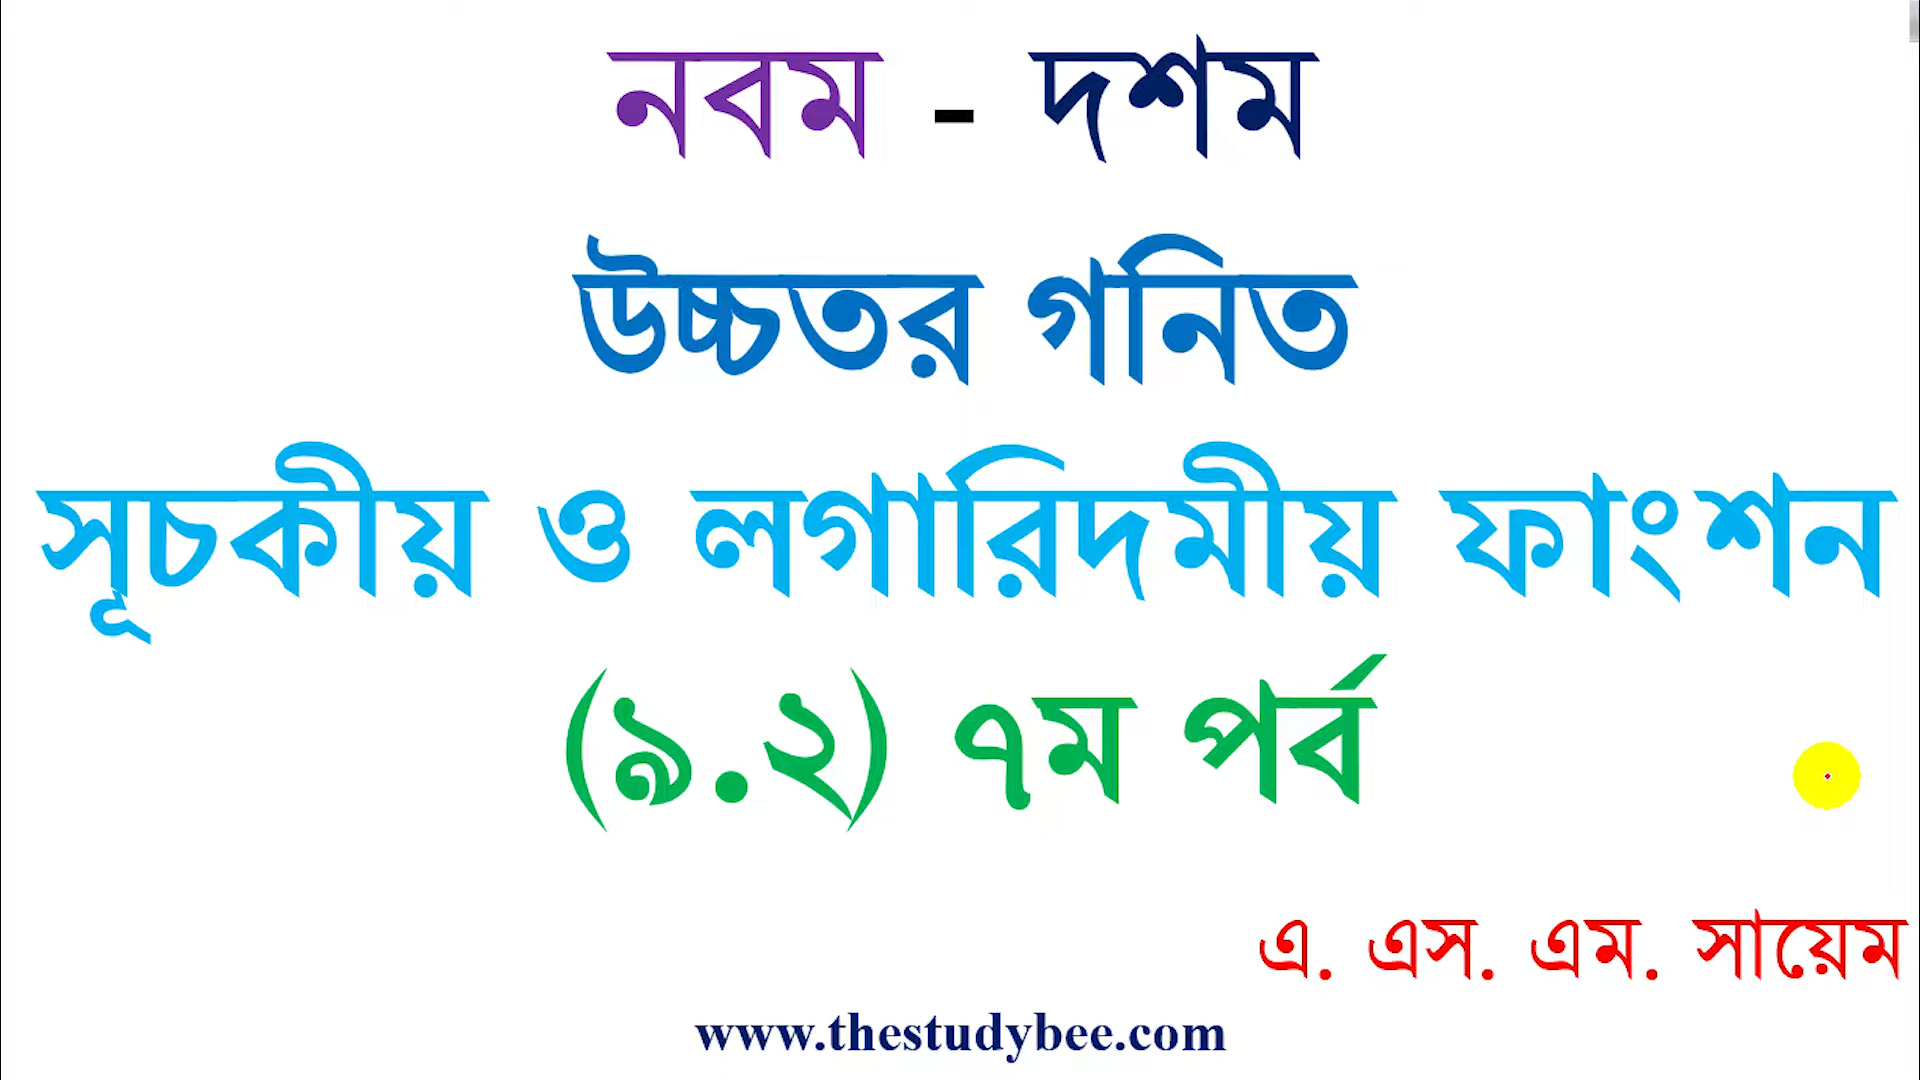 নবম - দশম
উচ্চতর গনিত
সূচকীয় ও লগারিদমীয় ফাংশন
(৯.২) ৭ম পর্ব
এ. এস. এম. সায়েম
www.thestudybee.com